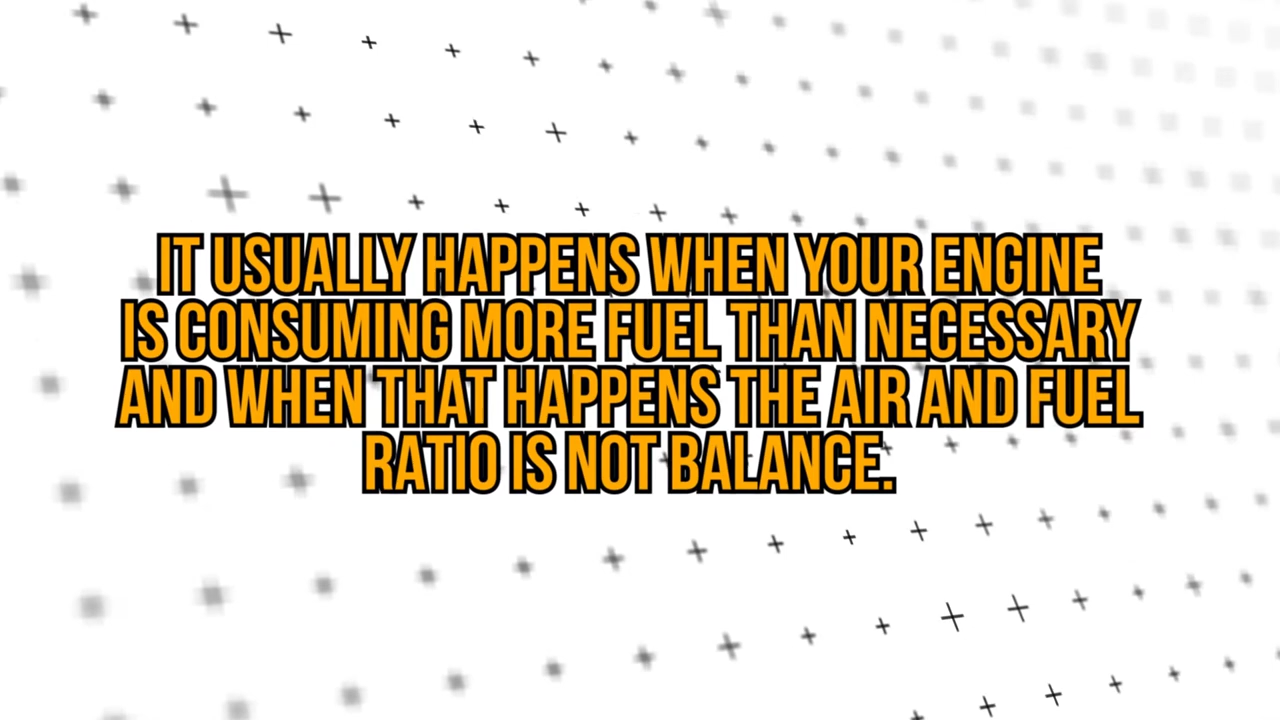 IT USUALLY HAPPENS WHEN YOUR ENGINE
IS CONSUMING MORE FUEL THAN NECESSARY
AND WHEN THAT HAPPENS THE AIR AND FUEL
RATIO IS NOT BALANCE.